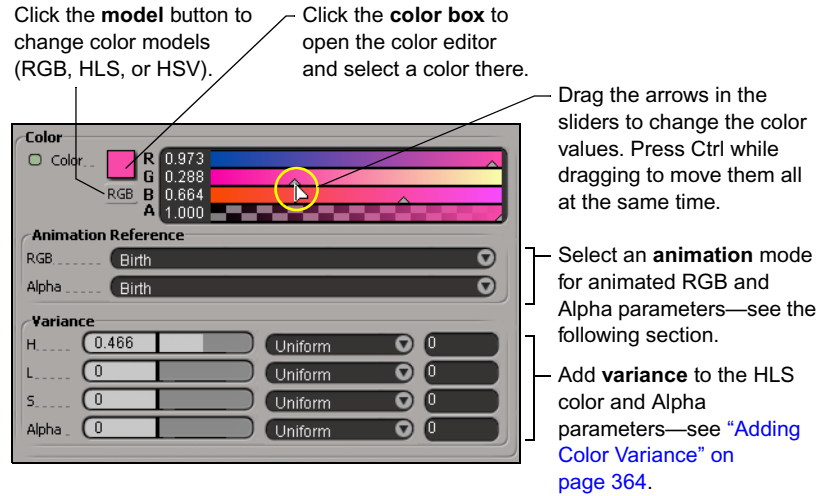 Click the model button to
change color models
(RGB, HLS, or HSV).
Click the color box to
open the color editor
and select a color there.
Drag the arrows in the
sliders to change the color
values. Press Ctrl while
dragging to move them all
at the same time.
Color
Color
RGB
R 0.973
G 0.288
B 0.664
A 1.000
Animation Reference
RGB Birth
Alpha Birth
Select an animation mode
for animated RGB and
Alpha parameters—see the
following section.
Variance
H 0.466 Uniform 0
L 0 Uniform 0
S 0 Uniform 0
Alpha 0 Uniform 0
Add variance to the HLS
color and Alpha
parameters—see “Adding
Color Variance” on
page 364.